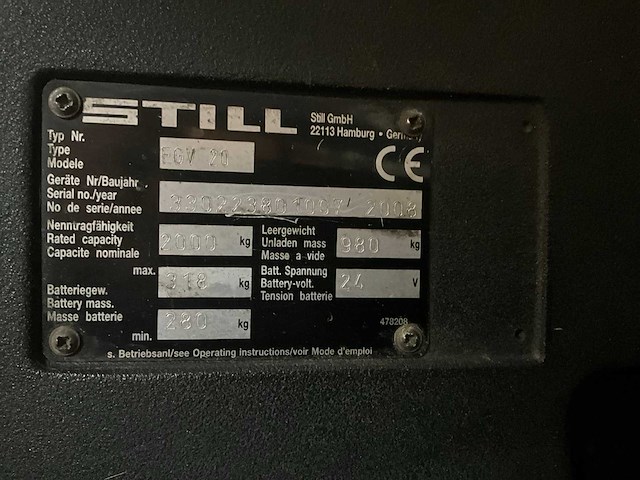 STILL
Still GmbH
22113 Hamburg • Germany
Typ Nr.
Type
Modele
EGV 20
CE
Geräte Nr/Baujahr
Serial no./year
No de serie/annee
2008
Nenntragfähigkeit
Rated capacity
Capacite nominale
2000 kg
Leergewicht
Unladen mass
Masse a vide
980 kg
Batteriegew.
Battery mass.
Masse batterie
max.
318 kg
min.
280 kg
Batt. Spannung
Battery-volt.
Tension batterie
24 V
478208
s. Betriebsanl/see Operating instructions/voir Mode d'emploi